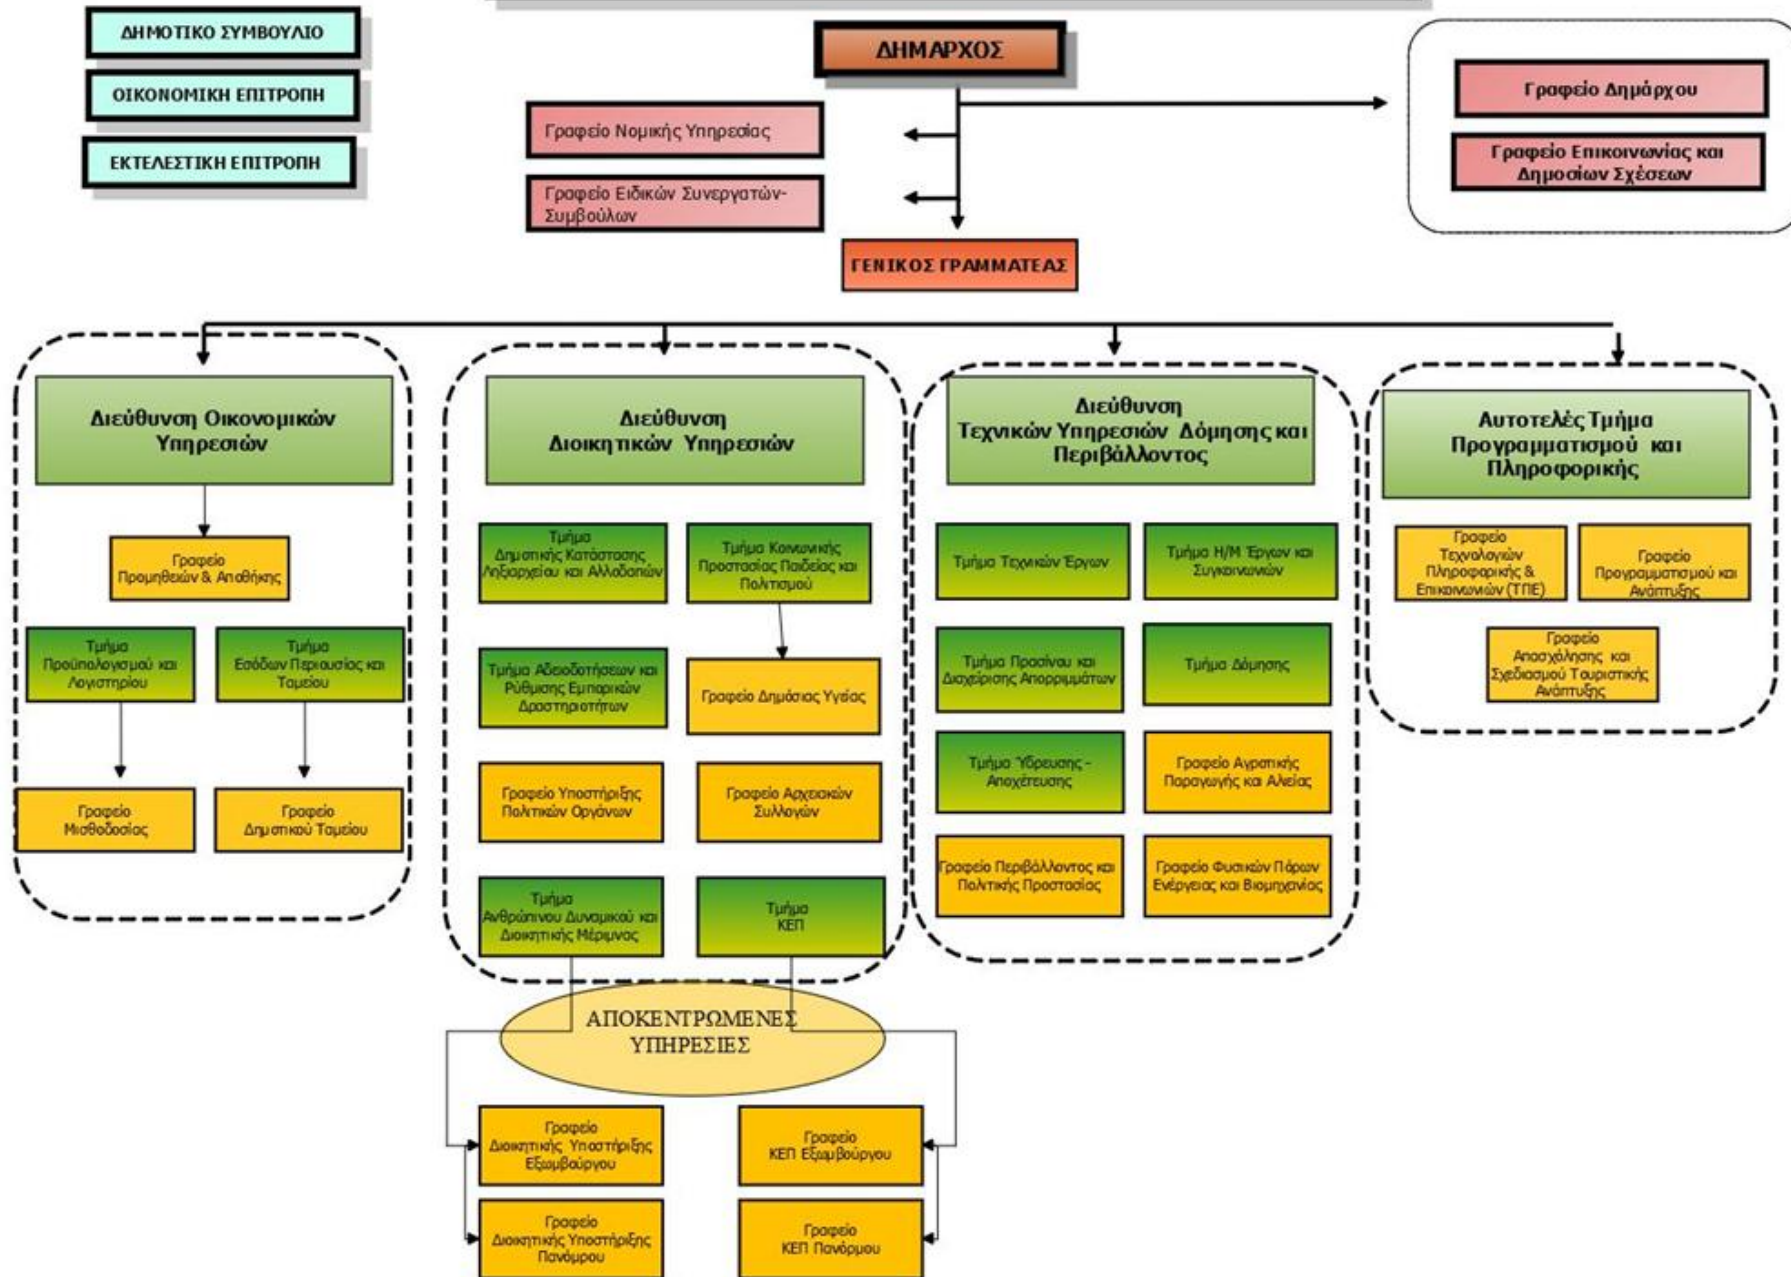 ΔΗΜΟΤΙΚΟ ΣΥΜΒΟΥΛΙΟ
ΟΙΚΟΝΟΜΙΚΗ ΕΠΙΤΡΟΠΗ
ΕΚΤΕΛΕΣΤΙΚΗ ΕΠΙΤΡΟΠΗ
ΔΗΜΑΡΧΟΣ
Γραφείο Νομικής Υπηρεσίας
Γραφείο Ειδικών Συνεργατών-
Συμβούλων
Γραφείο Δημάρχου
Γραφείο Επικοινωνίας και
Δημοσίων Σχέσεων
ΓΕΝΙΚΟΣ ΓΡΑΜΜΑΤΕΑΣ
Διεύθυνση Οικονομικών
Υπηρεσιών
Γραφείο
Προμηθειών & Αποθήκης
Τμήμα
Προϋπολογισμού και
Λογιστηρίου
Τμήμα
Εσόδων Περιουσίας και
Ταμείου
Γραφείο
Μισθοδοσίας
Γραφείο
Δημοτικού Ταμείου
Διεύθυνση
Διοικητικών Υπηρεσιών
Τμήμα
Δημοτικής Κατάστασης
Ληξιαρχείου και Αλλοδαπών
Τμήμα Κοινωνικής
Προστασίας Παιδείας και
Πολιτισμού
Τμήμα Αδειοδοτήσεων και
Ρύθμισης Εμπορικών
Δραστηριοτήτων
Γραφείο Δημόσιας Υγείας
Γραφείο Υποστήριξης
Πολιτικών Οργάνων
Γραφείο Αρχειακών
Συλλογών
Τμήμα
Ανθρώπινου Δυναμικού και
Διοικητικής Μέριμνας
Τμήμα
ΚΕΠ
Διεύθυνση
Τεχνικών Υπηρεσιών Δόμησης και
Περιβάλλοντος
Τμήμα Τεχνικών Έργων
Τμήμα Η/Μ Έργων και
Συγκοινωνιών
Τμήμα Πρασίνου και
Διαχείρισης Απορριμμάτων
Τμήμα Δόμησης
Τμήμα Ύδρευσης -
Αποχέτευσης
Γραφείο Αγροτικής
Παραγωγής και Αλιείας
Γραφείο Περιβάλλοντος και
Πολιτικής Προστασίας
Γραφείο Φυσικών Πόρων
Ενέργειας και Βιομηχανίας
Αυτοτελές Τμήμα
Προγραμματισμού και
Πληροφορικής
Γραφείο
Τεχνολογιών
Πληροφορικής &
Επικοινωνιών (ΤΠΕ)
Γραφείο
Προγραμματισμού και
Ανάπτυξης
Γραφείο
Απασχόλησης και
Σχεδιασμού Τουριστικής
Ανάπτυξης
ΑΠΟΚΕΝΤΡΩΜΕΝΕΣ
ΥΠΗΡΕΣΙΕΣ
Γραφείο
Διοικητικής Υποστήριξης
Εξωμβούργου
Γραφείο
ΚΕΠ Εξωμβούργου
Γραφείο
Διοικητικής Υποστήριξης
Πανόμρου
Γραφείο
ΚΕΠ Πανόρμου